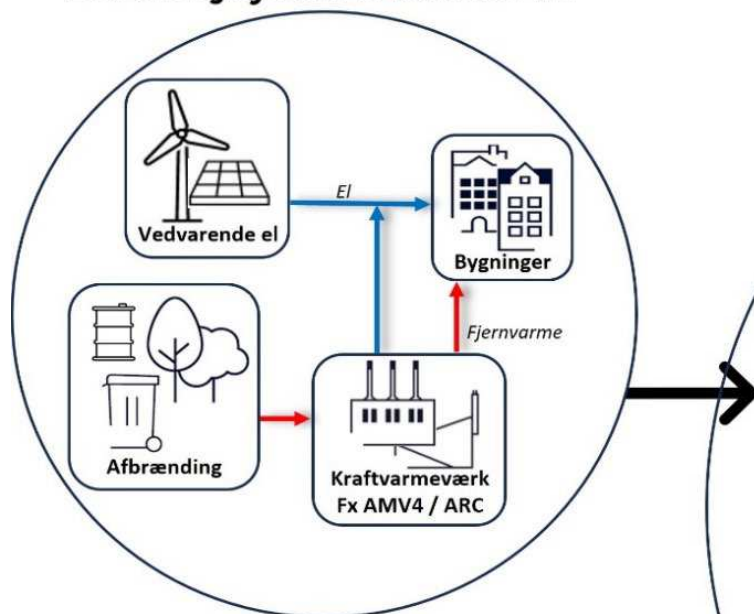 El
Vedvarende el
Bygninger
Fjernvarme
Afbrænding
Kraftvarmeværk
Fx AMV4 / ARC